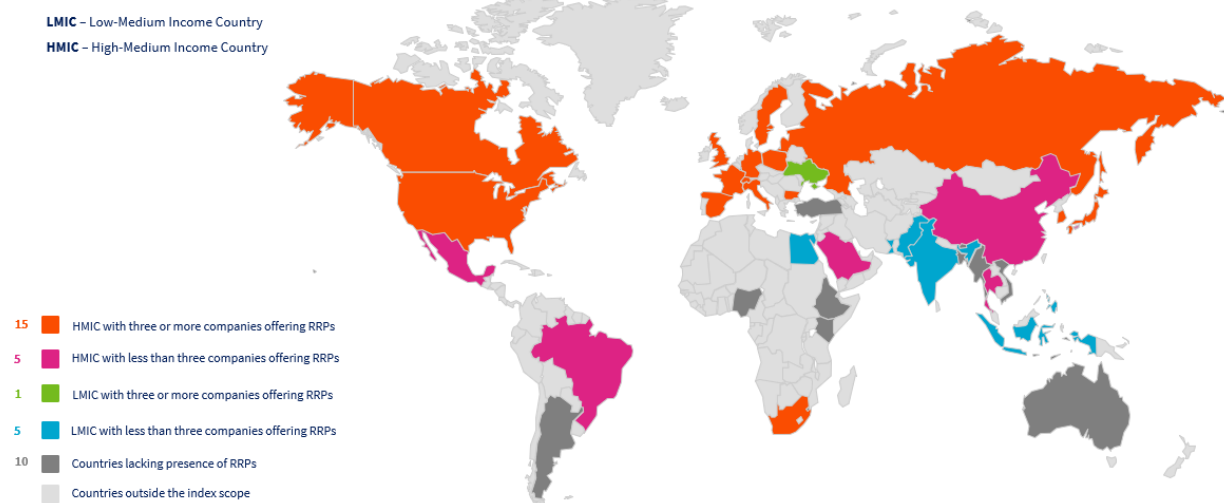 LMIC – Low-Medium Income Country
HMIC – High-Medium Income Country
15 HMIC with three or more companies offering RRPs
5 HMIC with less than three companies offering RRPs
1 LMIC with three or more companies offering RRPs
5 LMIC with less than three companies offering RRPs
10 Countries lacking presence of RRPs
Countries outside the index scope